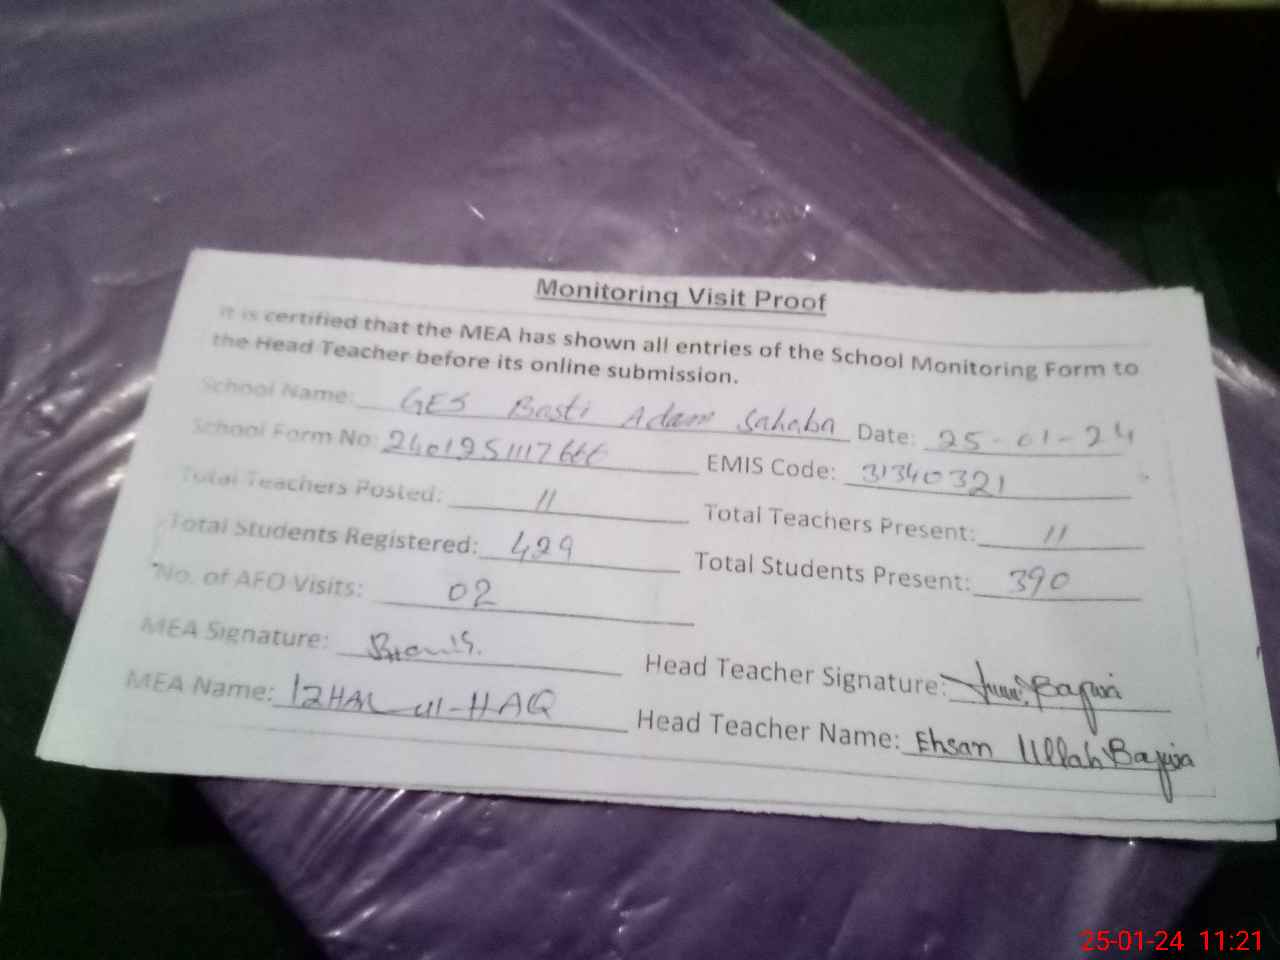 Monitoring Visit Proof
It is certified that the MEA has shown all entries of the School Monitoring Form to
the Head Teacher before its online submission.
School Name: GES Basti Adam Sahaba Date: 25-01-24
School Form No: 2401251117666 EMIS Code: 31340321
Total Teachers Posted: 11 Total Teachers Present: 11
Total Students Registered: 429 Total Students Present: 390
No. of AFO Visits: 02
MEA Signature: Head Teacher Signature: Bajwa
MEA Name: IZHAR ul-HAQ Head Teacher Name: Ehsan Ullah Bajwa
25-01-24 11:21